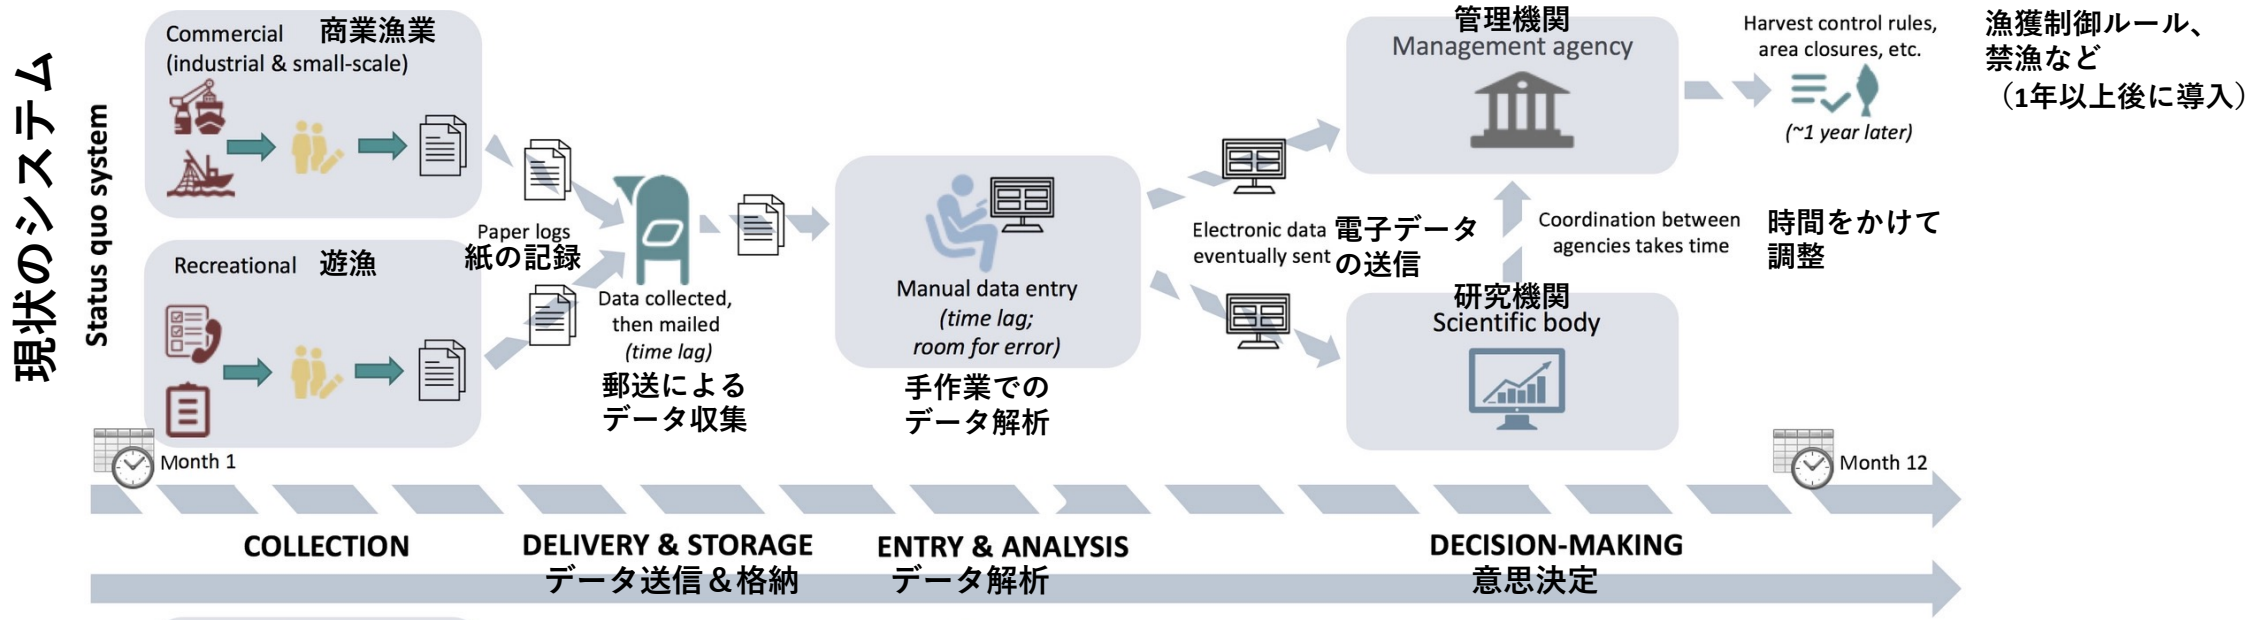 現状のシステム
Status quo system
Commercial 商業漁業
(industrial & small-scale)
Recreational 遊漁
Paper logs
紙の記録
Data collected,
then mailed
(time lag)
郵送による
データ収集
Manual data entry
(time lag;
room for error)
手作業での
データ解析
Electronic data
eventually sent
電子データ
の送信
管理機関
Management agency
Harvest control rules,
area closures, etc.
(~1 year later)
漁獲制御ルール、
禁漁など
（1年以上後に導入）
Coordination between
agencies takes time
時間をかけて
調整
研究機関
Scientific body
Month 1
Month 12
COLLECTION
DELIVERY & STORAGE
データ送信＆格納
ENTRY & ANALYSIS
データ解析
DECISION-MAKING
意思決定